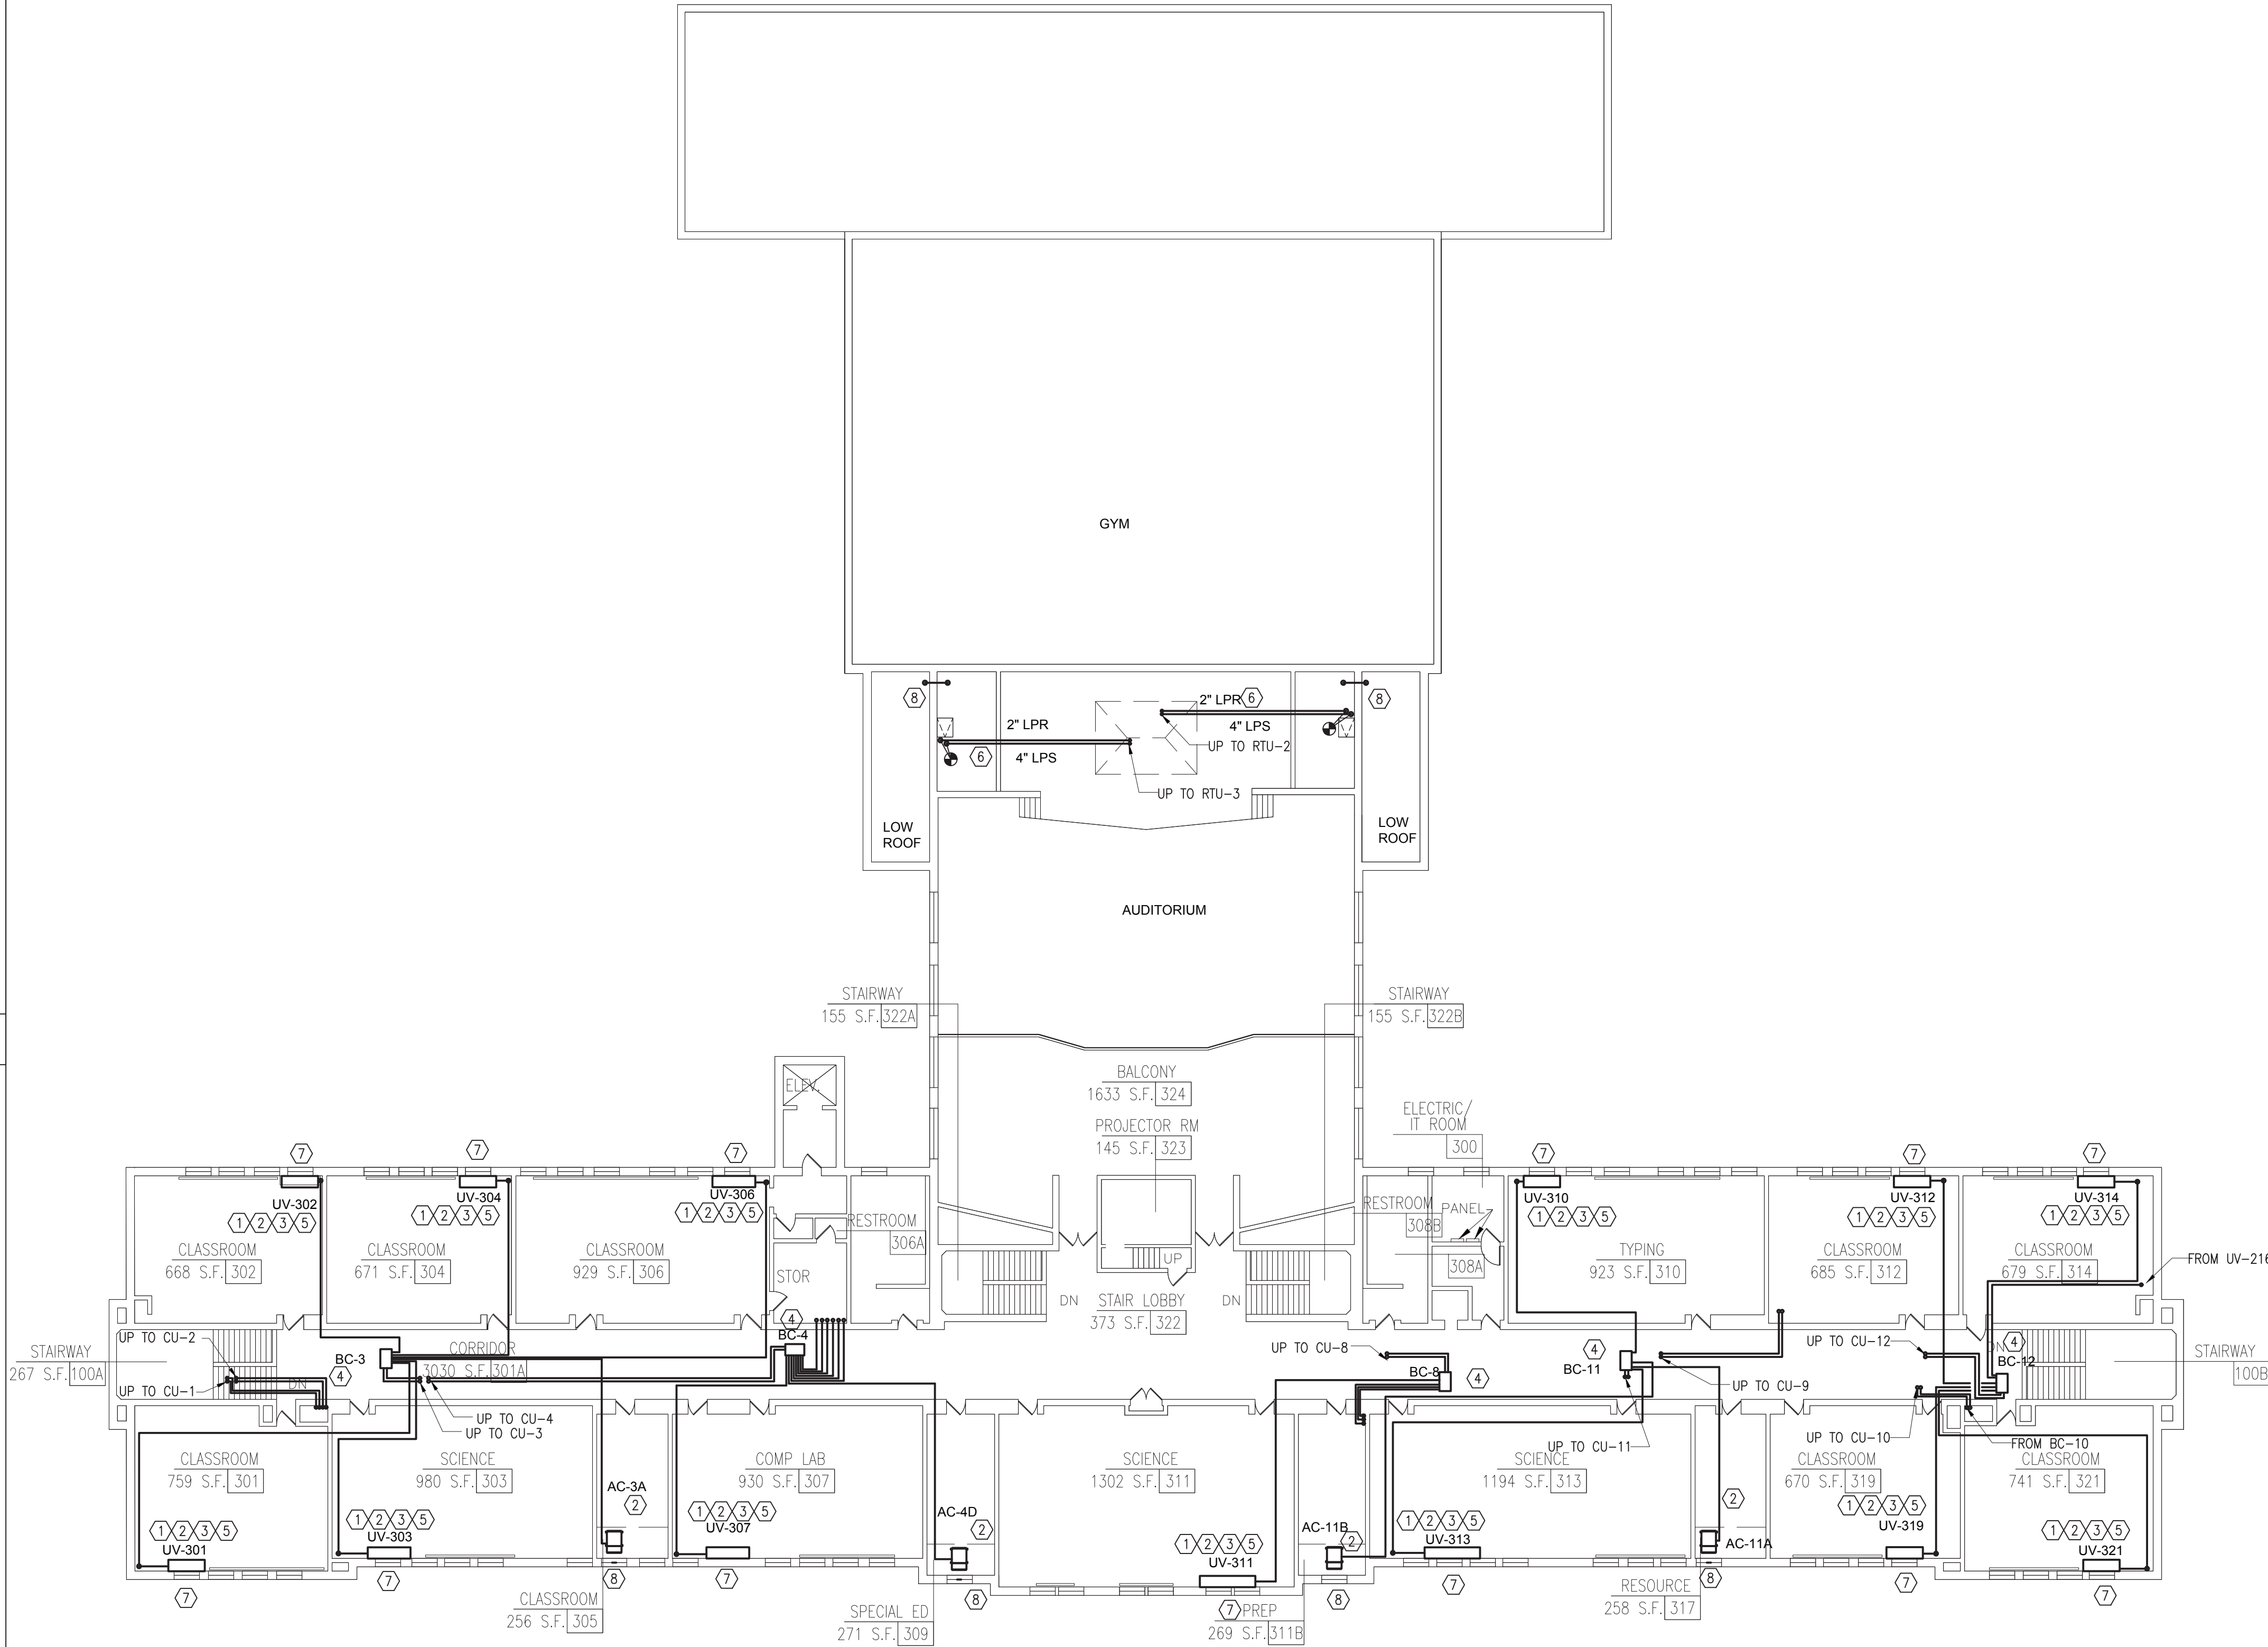 GYM
8
2" LPR
4" LPS
6
2" LPR
6
4" LPS
8
UP TO RTU-2
UP TO RTU-3
LOW
ROOF
LOW
ROOF
AUDITORIUM
STAIRWAY
155 S.F. 322A
STAIRWAY
155 S.F. 322B
BALCONY
1633 S.F. 324
PROJECTOR RM
145 S.F. 323
ELEV.
ELECTRIC/
IT ROOM
300
7
7
7
7
7
7
UV-302
1 2 3 5
UV-304
1 2 3 5
UV-306
1 2 3 5
UV-310
1 2 3 5
UV-312
1 2 3 5
UV-314
1 2 3 5
CLASSROOM
668 S.F. 302
CLASSROOM
671 S.F. 304
CLASSROOM
929 S.F. 306
RESTROOM
306A
STOR
RESTROOM
308B
PANEL
308A
UP
DN
STAIR LOBBY
373 S.F. 322
DN
TYPING
923 S.F. 310
CLASSROOM
685 S.F. 312
CLASSROOM
679 S.F. 314
FROM UV-216
STAIRWAY
267 S.F. 100A
UP TO CU-2
UP TO CU-1
DN
4
BC-3
CORRIDOR
3030 S.F. 301A
4
BC-4
UP TO CU-4
UP TO CU-3
UP TO CU-8
BC-8
4
4
BC-11
UP TO CU-9
UP TO CU-11
UP TO CU-12
DN
4
BC-12
UP TO CU-10
FROM BC-10
STAIRWAY
100B
CLASSROOM
759 S.F. 301
1 2 3 5
UV-301
7
SCIENCE
980 S.F. 303
1 2 3 5
UV-303
7
AC-3A
2
8
CLASSROOM
256 S.F. 305
COMP LAB
930 S.F. 307
1 2 3 5
UV-307
7
AC-4D
2
8
SPECIAL ED
271 S.F. 309
SCIENCE
1302 S.F. 311
1 2 3 5
UV-311
7
AC-11B
2
8
PREP
269 S.F. 311B
SCIENCE
1194 S.F. 313
1 2 3 5
UV-313
7
2
AC-11A
8
RESOURCE
258 S.F. 317
CLASSROOM
670 S.F. 319
1 2 3 5
UV-319
7
CLASSROOM
741 S.F. 321
1 2 3 5
UV-321
7